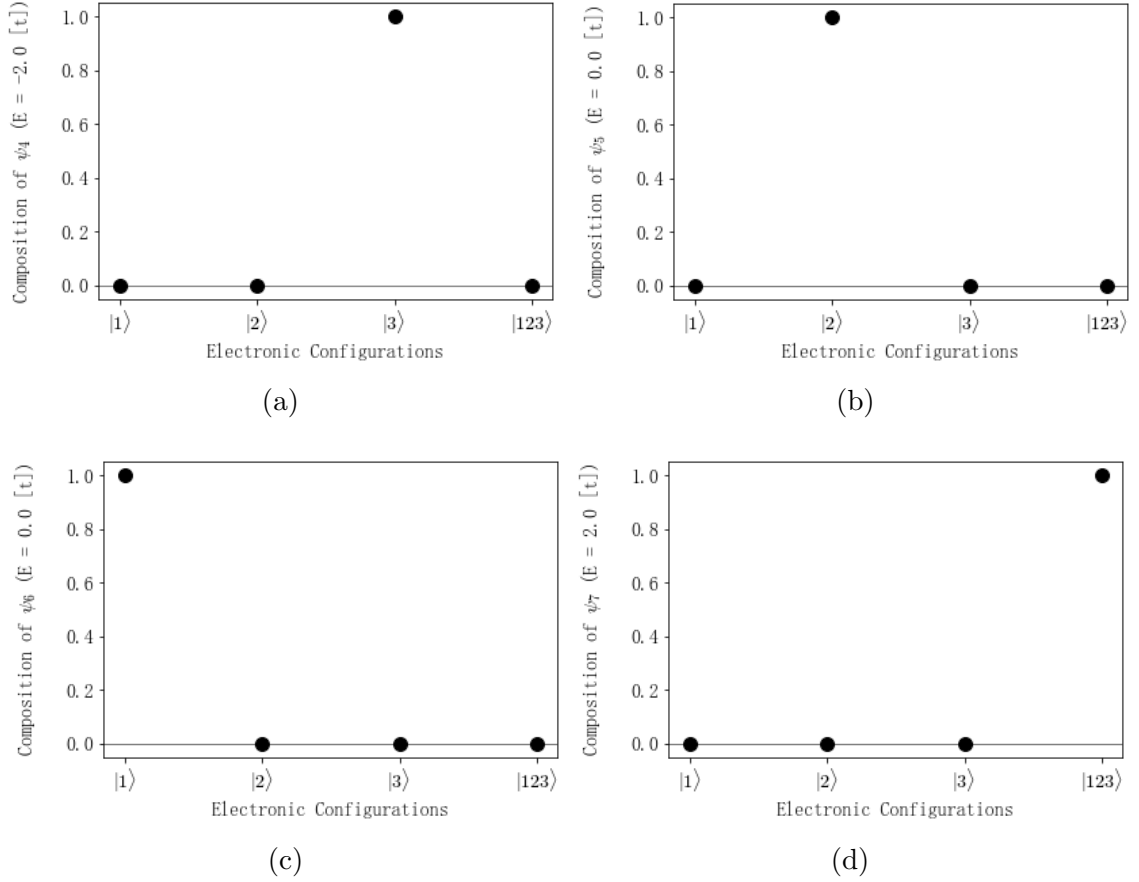 Composition of ψ₄ (E = -2.0 [t])
1.0
0.8
0.6
0.4
0.2
0.0
|1⟩ |2⟩ |3⟩ |123⟩
Electronic Configurations
(a)
Composition of ψ₅ (E = 0.0 [t])
1.0
0.8
0.6
0.4
0.2
0.0
|1⟩ |2⟩ |3⟩ |123⟩
Electronic Configurations
(b)
Composition of ψ₆ (E = 0.0 [t])
1.0
0.8
0.6
0.4
0.2
0.0
|1⟩ |2⟩ |3⟩ |123⟩
Electronic Configurations
(c)
Composition of ψ₇ (E = 2.0 [t])
1.0
0.8
0.6
0.4
0.2
0.0
|1⟩ |2⟩ |3⟩ |123⟩
Electronic Configurations
(d)